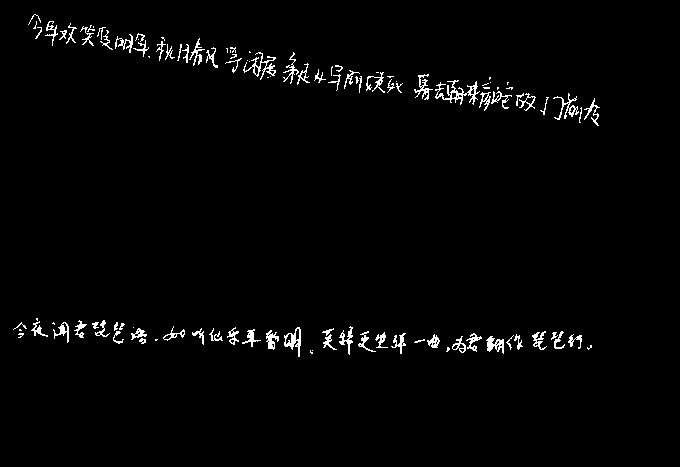 今年欢笑复明年.秋月春风等闲度 弟走从军阿姨死 暮去朝来颜色故 门前冷
今夜闻君琵琶语.如听仙乐耳暂明。莫辞更坐弹一曲,为君翻作琵琶行。